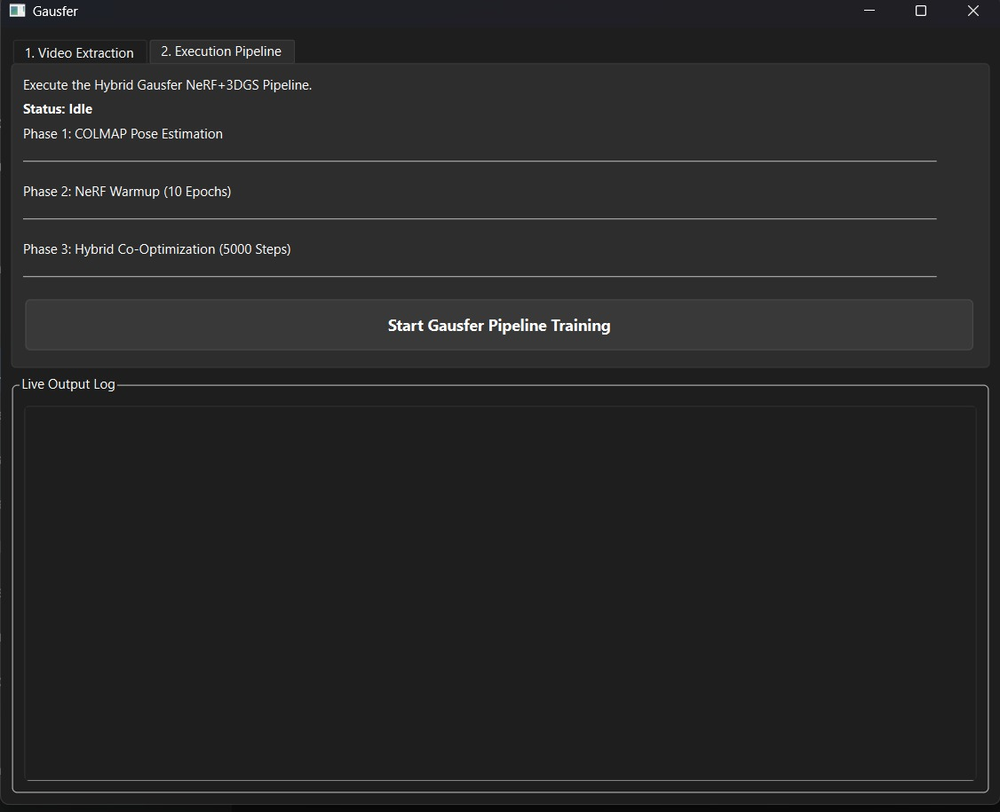 Gausfer
1. Video Extraction
2. Execution Pipeline
Execute the Hybrid Gausfer NeRF+3DGS Pipeline.
Status: Idle
Phase 1: COLMAP Pose Estimation
Phase 2: NeRF Warmup (10 Epochs)
Phase 3: Hybrid Co-Optimization (5000 Steps)
Start Gausfer Pipeline Training
Live Output Log